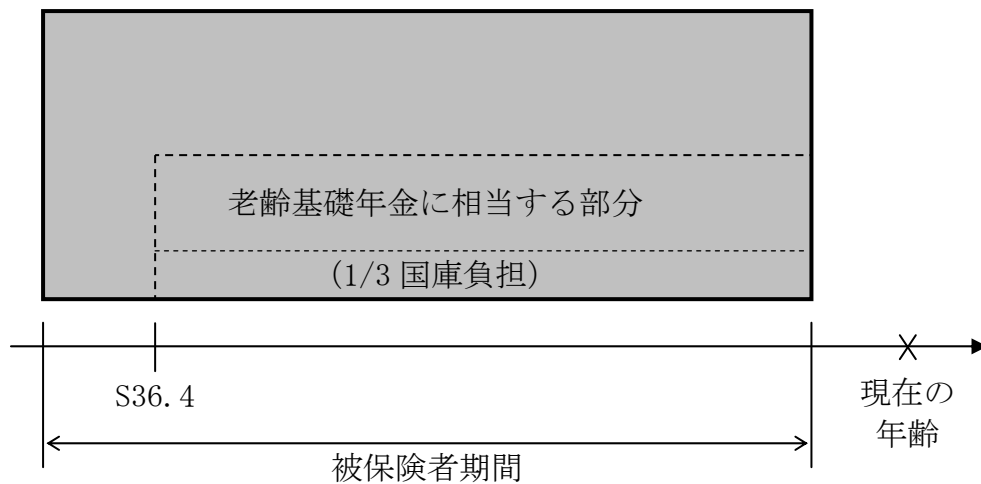 老齢基礎年金に相当する部分
(1/3 国庫負担)
S36.4
現在の
年齢
被保険者期間